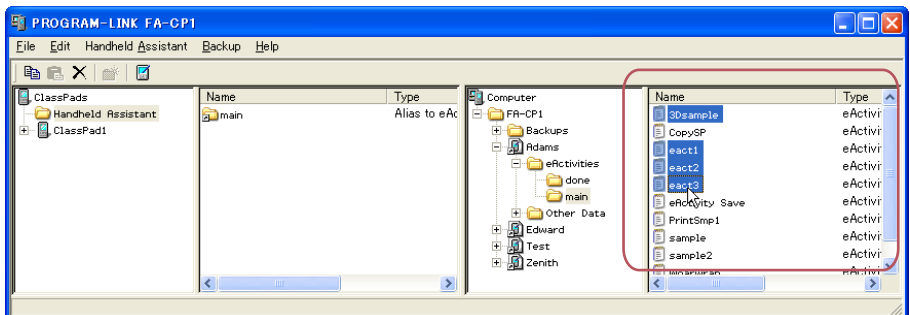 PROGRAM-LINK FA-CP1
File Edit Handheld Assistant Backup Help
ClassPads
Handheld Assistant
ClassPad1
Name Type
main Alias to eAc
Computer
FA-CP1
Backups
Adams
eActivities
done
main
Other Data
Edward
Test
Zenith
Name Type
3Dsample eActivi
CopySP eActivi
eact1 eActivi
eact2 eActivi
eact3 eActivi
eActivity Save eActivi
PrintSmp1 eActivi
sample eActivi
sample2 eActivi